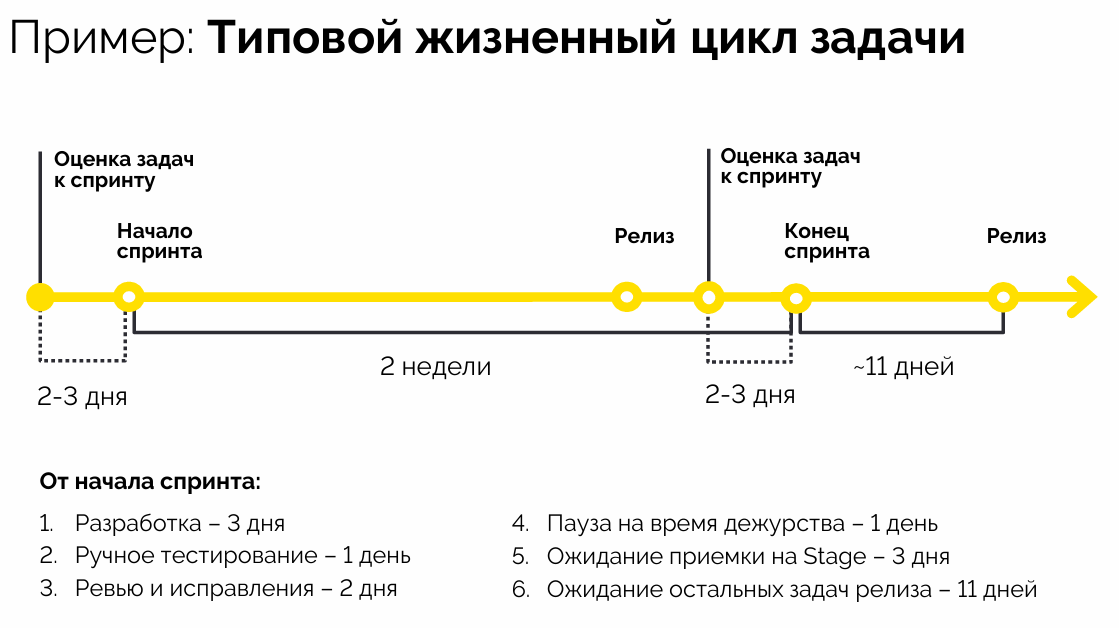 Пример: Типовой жизненный цикл задачи
Оценка задач
к спринту
Оценка задач
к спринту
Начало
спринта
Релиз
Конец
спринта
Релиз
2 недели
~11 дней
2-3 дня
2-3 дня
От начала спринта:
1. Разработка – 3 дня
2. Ручное тестирование – 1 день
3. Ревью и исправления – 2 дня
4. Пауза на время дежурства – 1 день
5. Ожидание приемки на Stage – 3 дня
6. Ожидание остальных задач релиза – 11 дней